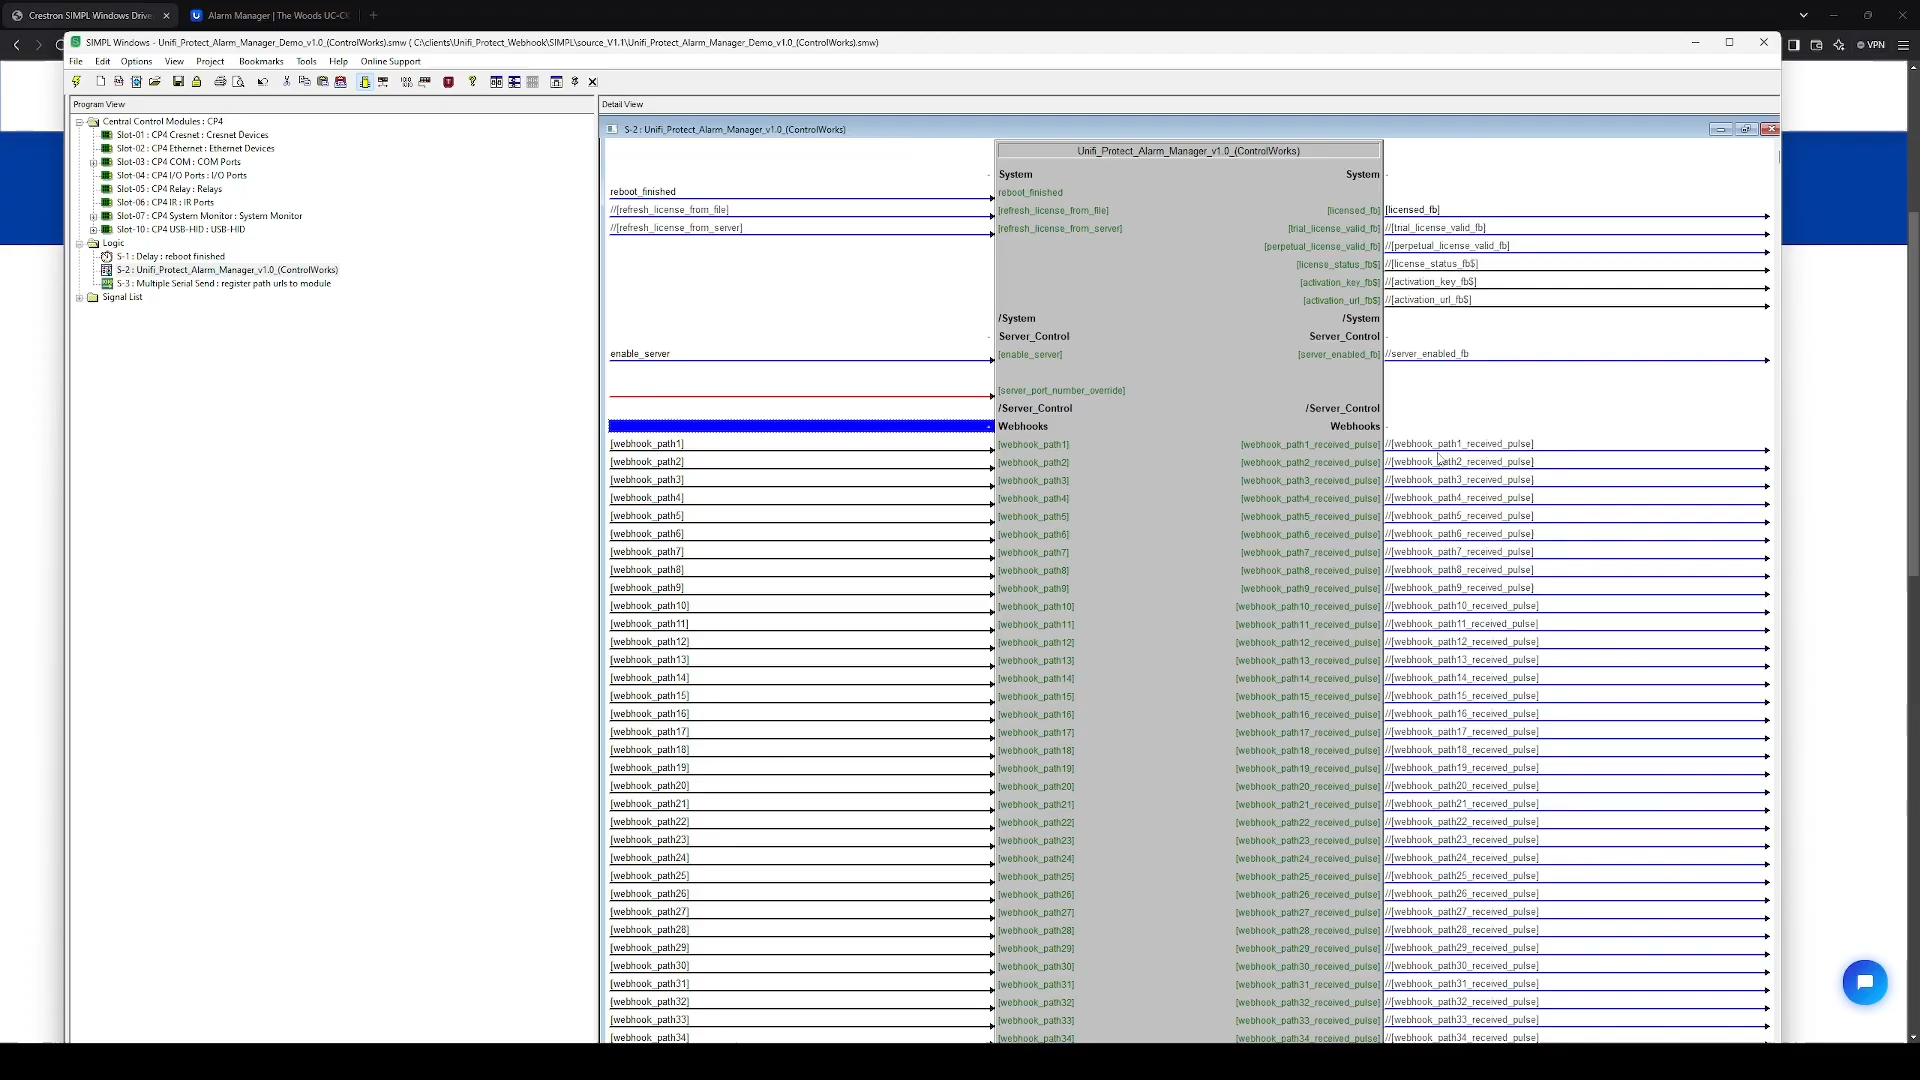 Crestron SIMPL Windows Drive
Alarm Manager | The Woods UC-CK
VPN
SIMPL Windows - Unifi_Protect_Alarm_Manager_Demo_v1.0_(ControlWorks).smw ( C:\clients\Unifi_Protect_Webhook\SIMPL\source_V1.1\Unifi_Protect_Alarm_Manager_Demo_v1.0_(ControlWorks).smw)
File Edit Options View Project Bookmarks Tools Help Online Support
Program View
Detail View
Central Control Modules : CP4
Slot-01 : CP4 Cresnet : Cresnet Devices
Slot-02 : CP4 Ethernet : Ethernet Devices
Slot-03 : CP4 COM : COM Ports
Slot-04 : CP4 I/O Ports : I/O Ports
Slot-05 : CP4 Relay : Relays
Slot-06 : CP4 IR : IR Ports
Slot-07 : CP4 System Monitor : System Monitor
Slot-10 : CP4 USB-HID : USB-HID
Logic
S-1 : Delay : reboot finished
S-2 : Unifi_Protect_Alarm_Manager_v1.0_(ControlWorks)
S-3 : Multiple Serial Send : register path urls to module
Signal List
S-2 : Unifi_Protect_Alarm_Manager_v1.0_(ControlWorks)
Unifi_Protect_Alarm_Manager_v1.0_(ControlWorks)
System System
reboot_finished reboot_finished
//[refresh_license_from_file] [refresh_license_from_file] [licensed_fb] [licensed_fb]
//[refresh_license_from_server] [refresh_license_from_server] [trial_license_valid_fb] //[trial_license_valid_fb]
[perpetual_license_valid_fb] //[perpetual_license_valid_fb]
[license_status_fb$] //[license_status_fb$]
[activation_key_fb$] //[activation_key_fb$]
[activation_url_fb$] //[activation_url_fb$]
/System /System
Server_Control Server_Control
enable_server [enable_server] [server_enabled_fb] //server_enabled_fb
[server_port_number_override]
/Server_Control /Server_Control
Webhooks Webhooks
[webhook_path1] [webhook_path1] [webhook_path1_received_pulse] //[webhook_path1_received_pulse]
[webhook_path2] [webhook_path2] [webhook_path2_received_pulse] //[webhook_path2_received_pulse]
[webhook_path3] [webhook_path3] [webhook_path3_received_pulse] //[webhook_path3_received_pulse]
[webhook_path4] [webhook_path4] [webhook_path4_received_pulse] //[webhook_path4_received_pulse]
[webhook_path5] [webhook_path5] [webhook_path5_received_pulse] //[webhook_path5_received_pulse]
[webhook_path6] [webhook_path6] [webhook_path6_received_pulse] //[webhook_path6_received_pulse]
[webhook_path7] [webhook_path7] [webhook_path7_received_pulse] //[webhook_path7_received_pulse]
[webhook_path8] [webhook_path8] [webhook_path8_received_pulse] //[webhook_path8_received_pulse]
[webhook_path9] [webhook_path9] [webhook_path9_received_pulse] //[webhook_path9_received_pulse]
[webhook_path10] [webhook_path10] [webhook_path10_received_pulse] //[webhook_path10_received_pulse]
[webhook_path11] [webhook_path11] [webhook_path11_received_pulse] //[webhook_path11_received_pulse]
[webhook_path12] [webhook_path12] [webhook_path12_received_pulse] //[webhook_path12_received_pulse]
[webhook_path13] [webhook_path13] [webhook_path13_received_pulse] //[webhook_path13_received_pulse]
[webhook_path14] [webhook_path14] [webhook_path14_received_pulse] //[webhook_path14_received_pulse]
[webhook_path15] [webhook_path15] [webhook_path15_received_pulse] //[webhook_path15_received_pulse]
[webhook_path16] [webhook_path16] [webhook_path16_received_pulse] //[webhook_path16_received_pulse]
[webhook_path17] [webhook_path17] [webhook_path17_received_pulse] //[webhook_path17_received_pulse]
[webhook_path18] [webhook_path18] [webhook_path18_received_pulse] //[webhook_path18_received_pulse]
[webhook_path19] [webhook_path19] [webhook_path19_received_pulse] //[webhook_path19_received_pulse]
[webhook_path20] [webhook_path20] [webhook_path20_received_pulse] //[webhook_path20_received_pulse]
[webhook_path21] [webhook_path21] [webhook_path21_received_pulse] //[webhook_path21_received_pulse]
[webhook_path22] [webhook_path22] [webhook_path22_received_pulse] //[webhook_path22_received_pulse]
[webhook_path23] [webhook_path23] [webhook_path23_received_pulse] //[webhook_path23_received_pulse]
[webhook_path24] [webhook_path24] [webhook_path24_received_pulse] //[webhook_path24_received_pulse]
[webhook_path25] [webhook_path25] [webhook_path25_received_pulse] //[webhook_path25_received_pulse]
[webhook_path26] [webhook_path26] [webhook_path26_received_pulse] //[webhook_path26_received_pulse]
[webhook_path27] [webhook_path27] [webhook_path27_received_pulse] //[webhook_path27_received_pulse]
[webhook_path28] [webhook_path28] [webhook_path28_received_pulse] //[webhook_path28_received_pulse]
[webhook_path29] [webhook_path29] [webhook_path29_received_pulse] //[webhook_path29_received_pulse]
[webhook_path30] [webhook_path30] [webhook_path30_received_pulse] //[webhook_path30_received_pulse]
[webhook_path31] [webhook_path31] [webhook_path31_received_pulse] //[webhook_path31_received_pulse]
[webhook_path32] [webhook_path32] [webhook_path32_received_pulse] //[webhook_path32_received_pulse]
[webhook_path33] [webhook_path33] [webhook_path33_received_pulse] //[webhook_path33_received_pulse]
[webhook_path34] [webhook_path34] [webhook_path34_received_pulse] //[webhook_path34_received_pulse]